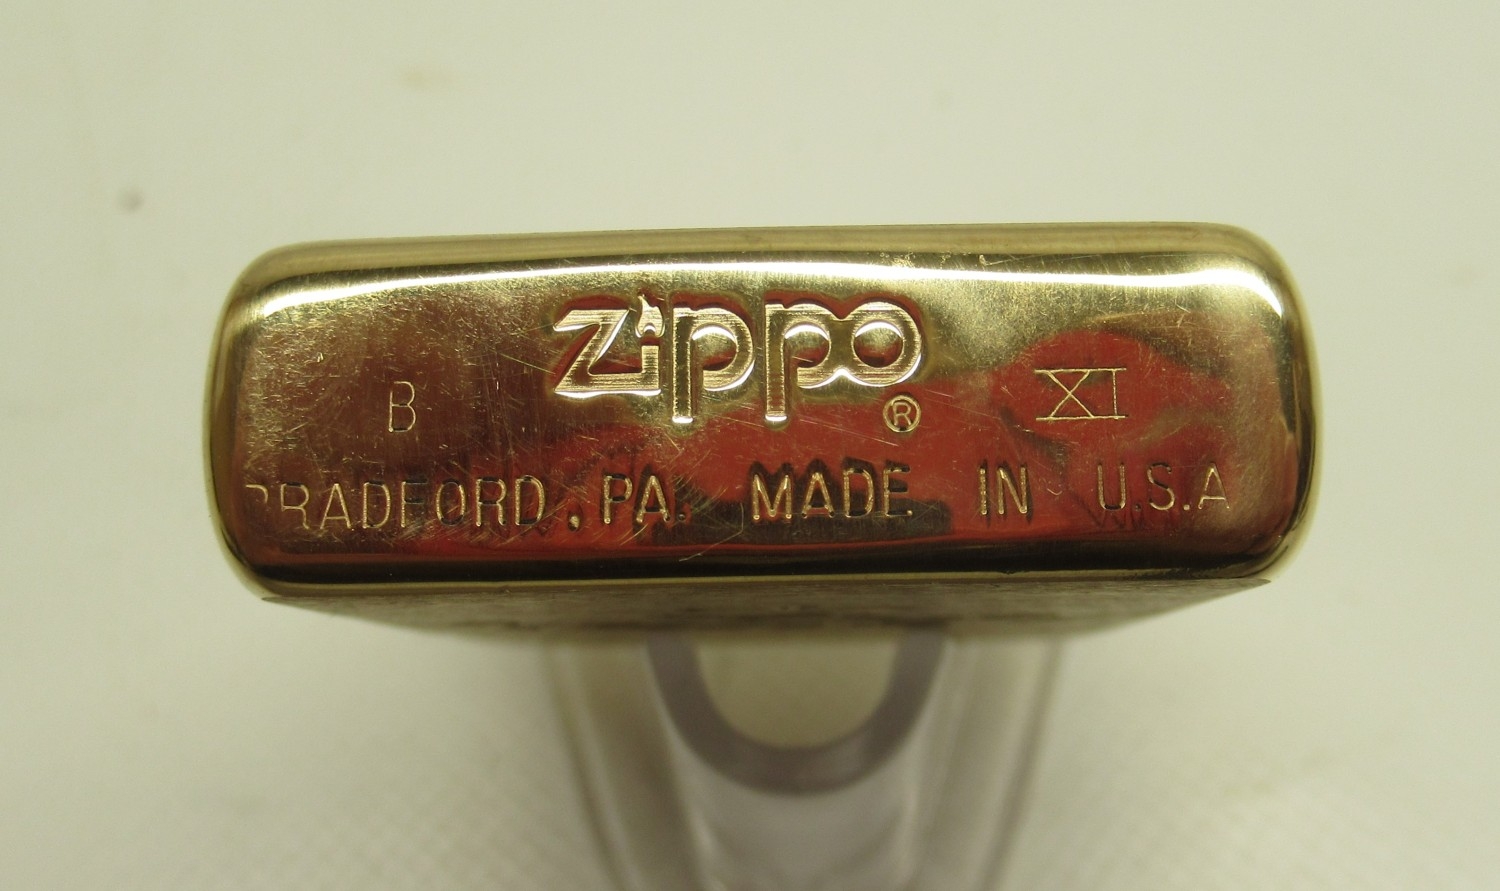 Zippo
B ® XI
BRADFORD, PA. MADE IN U.S.A